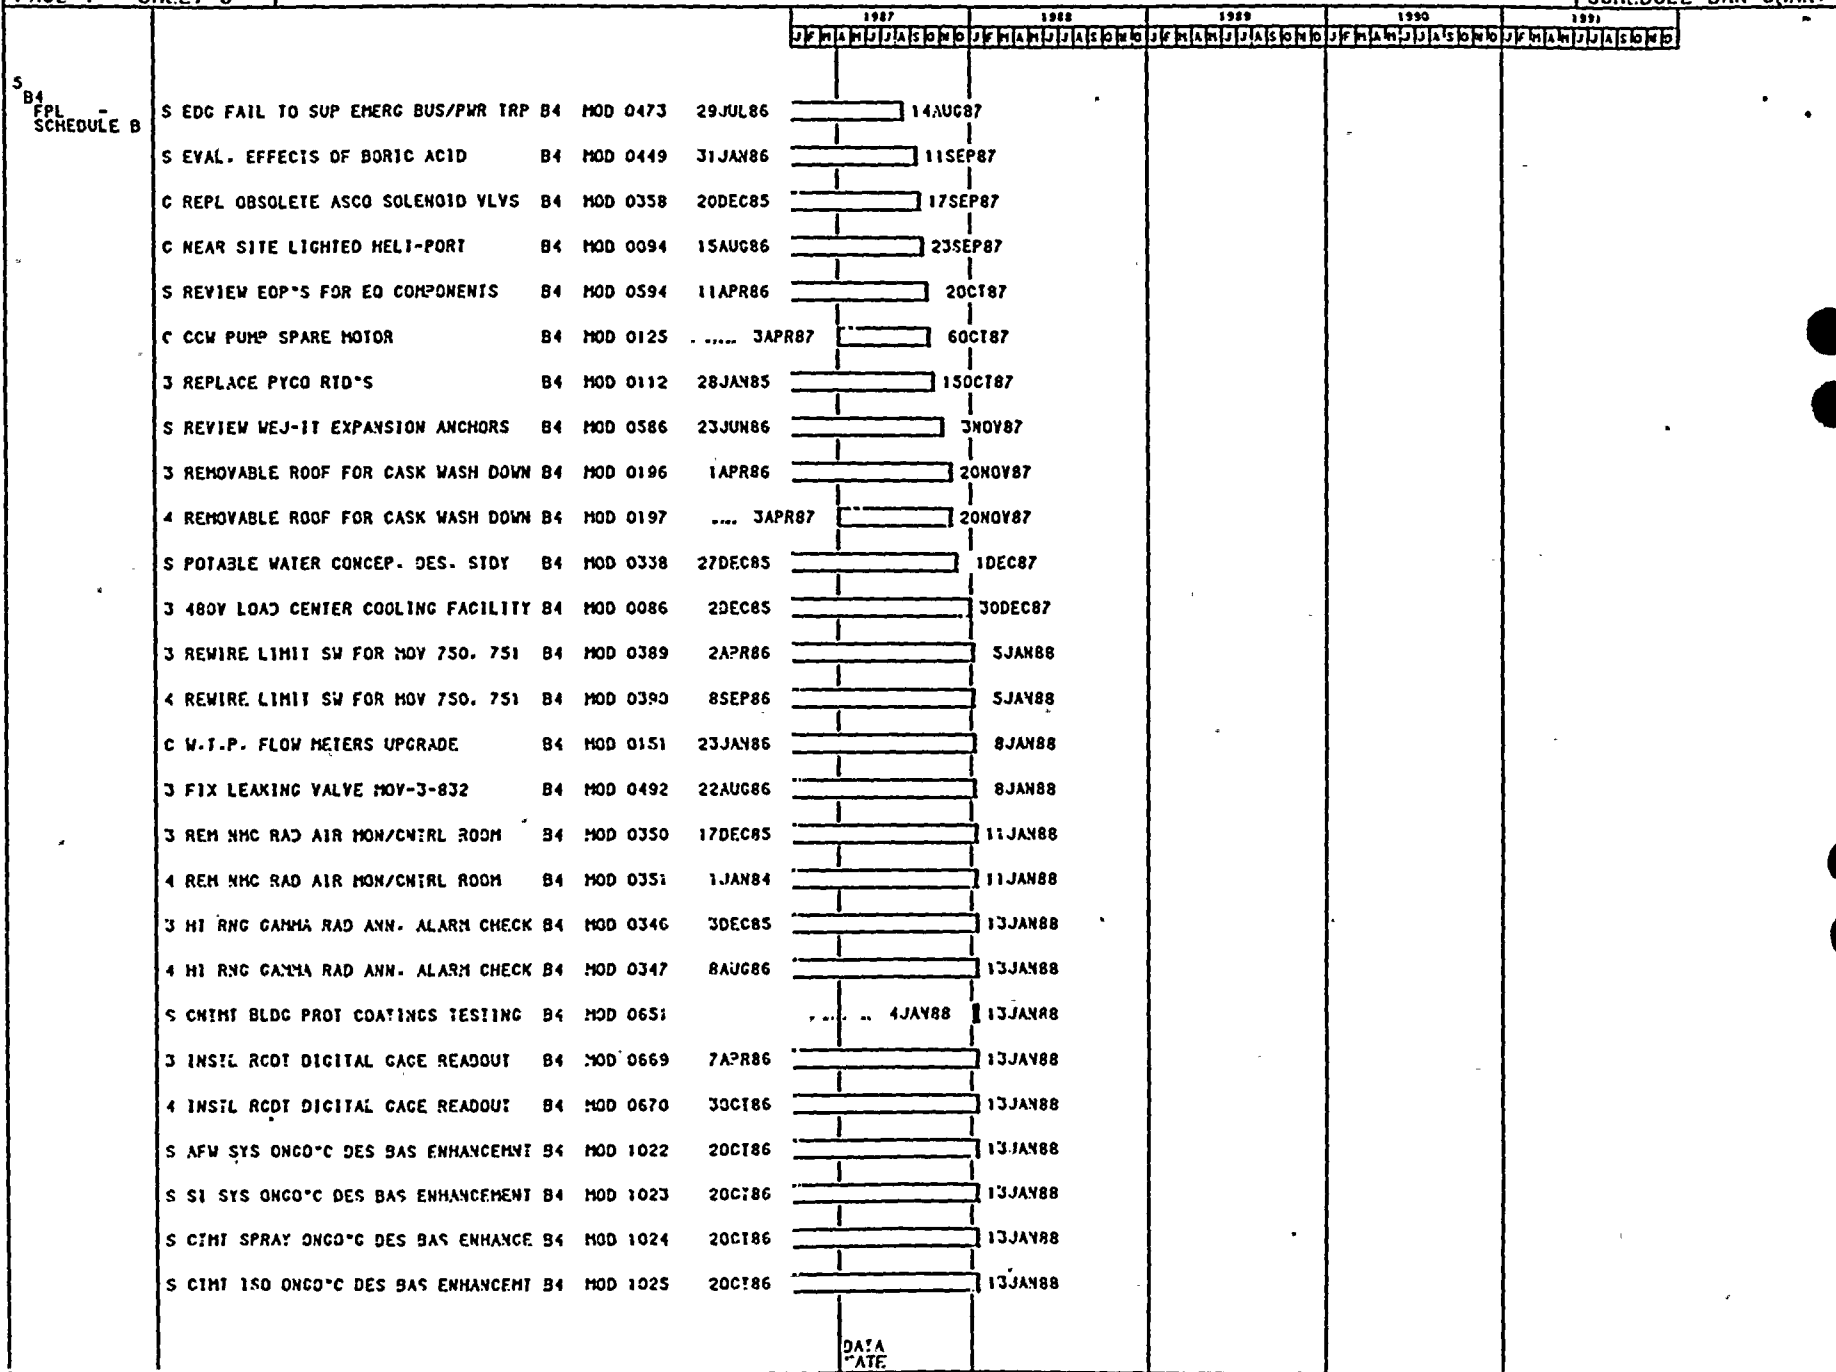 1987 1988 1989 1990 1991
J F M A M J J A S O N D J F M A M J J A S O N D J F M A M J J A S O N D J F M A M J J A S O N D J F M A M J J A S O N D
S
B4
FPL -
SCHEDULE B
S EDG FAIL TO SUP EMERG BUS/PWR TRP B4 MOD 0473 29JUL86 14AUG87
S EVAL. EFFECTS OF BORIC ACID B4 MOD 0449 31JAN86 11SEP87
C REPL OBSOLETE ASCO SOLENOID VLVS B4 MOD 0358 20DEC85 17SEP87
C NEAR SITE LIGHTED HELI-PORT B4 MOD 0094 15AUG86 23SEP87
S REVIEW EOP"S FOR EQ COMPONENTS B4 MOD 0594 11APR86 2OCT87
C CCW PUMP SPARE MOTOR B4 MOD 0125 3APR87 6OCT87
3 REPLACE PYCO RTD"S B4 MOD 0112 28JAN85 15OCT87
S REVIEW WEJ-IT EXPANSION ANCHORS B4 MOD 0586 23JUN86 3NOV87
3 REMOVABLE ROOF FOR CASK WASH DOWN B4 MOD 0196 1APR86 20NOV87
4 REMOVABLE ROOF FOR CASK WASH DOWN B4 MOD 0197 3APR87 20NOV87
S POTABLE WATER CONCEP. DES. STDY B4 MOD 0338 27DEC85 1DEC87
3 480V LOAD CENTER COOLING FACILITY B4 MOD 0086 2DEC85 30DEC87
3 REWIRE LIMIT SW FOR MOV 750. 751 B4 MOD 0389 2APR86 5JAN88
4 REWIRE LIMIT SW FOR MOV 750. 751 B4 MOD 0390 8SEP86 5JAN88
C W.T.P. FLOW METERS UPGRADE B4 MOD 0151 23JAN86 8JAN88
3 FIX LEAKING VALVE MOV-3-832 B4 MOD 0492 22AUG86 8JAN88
3 REM NMC RAD AIR MON/CNTRL ROOM B4 MOD 0350 17DEC85 11JAN88
4 REM NMC RAD AIR MON/CNTRL ROOM B4 MOD 0351 1JAN84 11JAN88
3 HI RNG GAMMA RAD ANN. ALARM CHECK B4 MOD 0346 3DEC85 13JAN88
4 HI RNG GAMMA RAD ANN. ALARM CHECK B4 MOD 0347 8AUG86 13JAN88
S CNTMT BLDG PROT COATINGS TESTING B4 MOD 0651 4JAN88 13JAN88
3 INSTL RCDT DIGITAL GAGE READOUT B4 MOD 0669 7APR86 13JAN88
4 INSTL RCDT DIGITAL GAGE READOUT B4 MOD 0670 3OCT86 13JAN88
S AFW SYS ONGO"G DES BAS ENHANCEMNT B4 MOD 1022 2OCT86 13JAN88
S SI SYS ONGO"G DES BAS ENHANCEMENT B4 MOD 1023 2OCT86 13JAN88
S CTMT SPRAY ONGO"G DES BAS ENHANCE B4 MOD 1024 2OCT86 13JAN88
S CTMT ISO ONGO"G DES BAS ENHANCEMT B4 MOD 1025 2OCT86 13JAN88
DATA